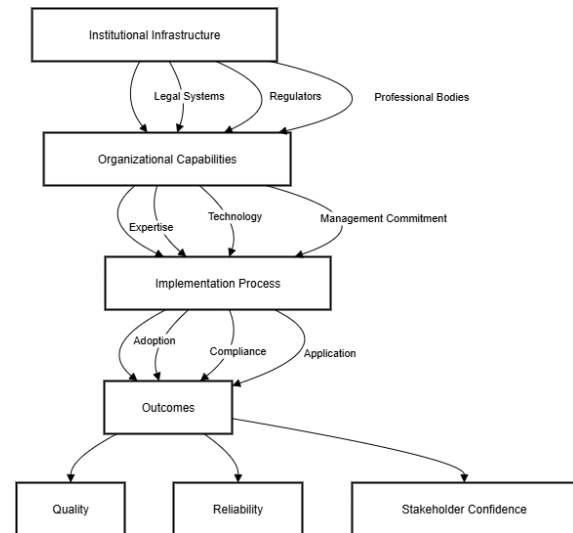 Institutional Infrastructure
Legal Systems
Regulators
Professional Bodies
Organizational Capabilities
Expertise
Technology
Management Commitment
Implementation Process
Adoption
Compliance
Application
Outcomes
Quality
Reliability
Stakeholder Confidence